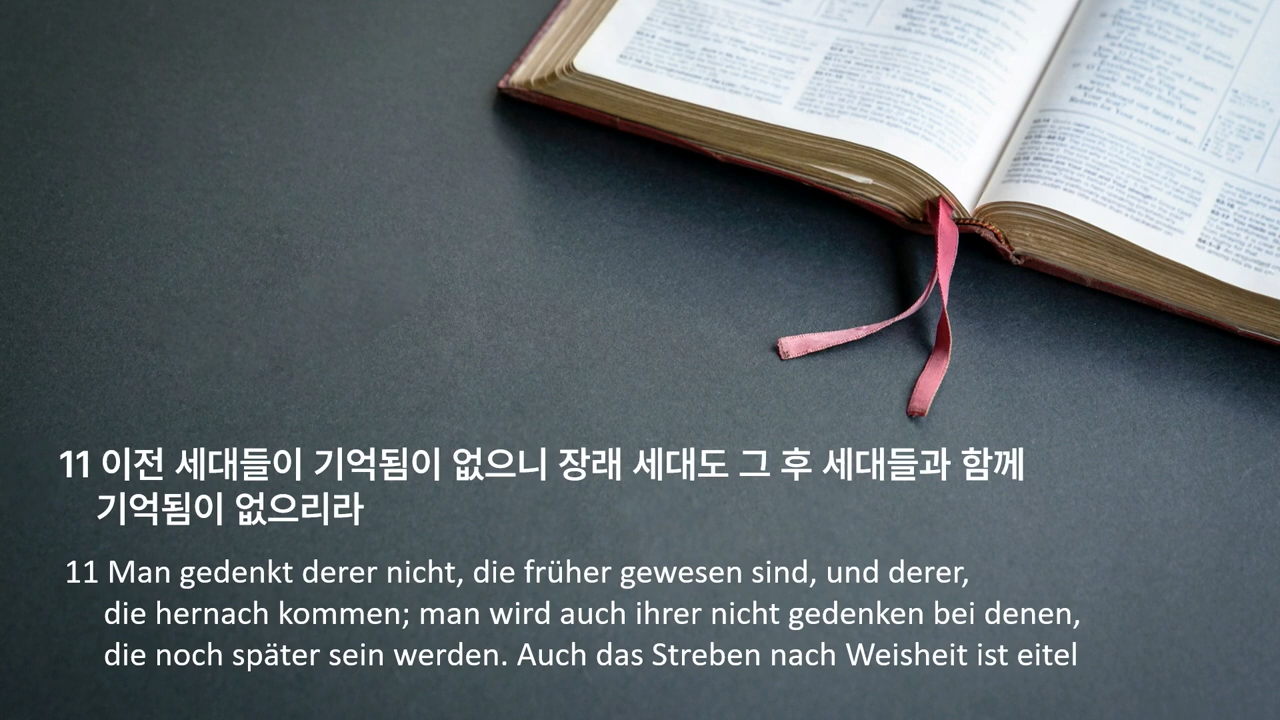 11 이전 세대들이 기억됨이 없으니 장래 세대도 그 후 세대들과 함께
기억됨이 없으리라
11 Man gedenkt derer nicht, die früher gewesen sind, und derer,
die hernach kommen; man wird auch ihrer nicht gedenken bei denen,
die noch später sein werden. Auch das Streben nach Weisheit ist eitel